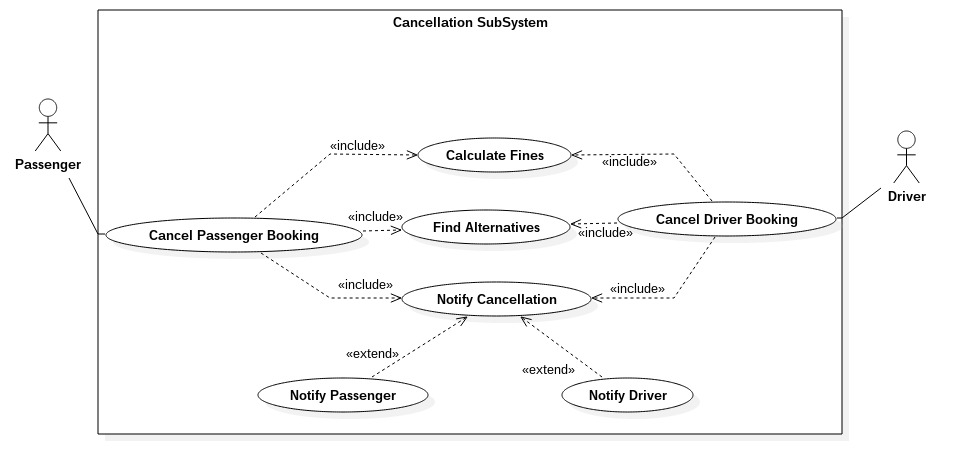 Cancellation SubSystem
Passenger
Driver
«include»
Calculate Fines
«include»
Cancel Passenger Booking
«include»
Find Alternatives
«include»
Cancel Driver Booking
«include»
Notify Cancellation
«include»
«extend»
«extend»
Notify Passenger
Notify Driver